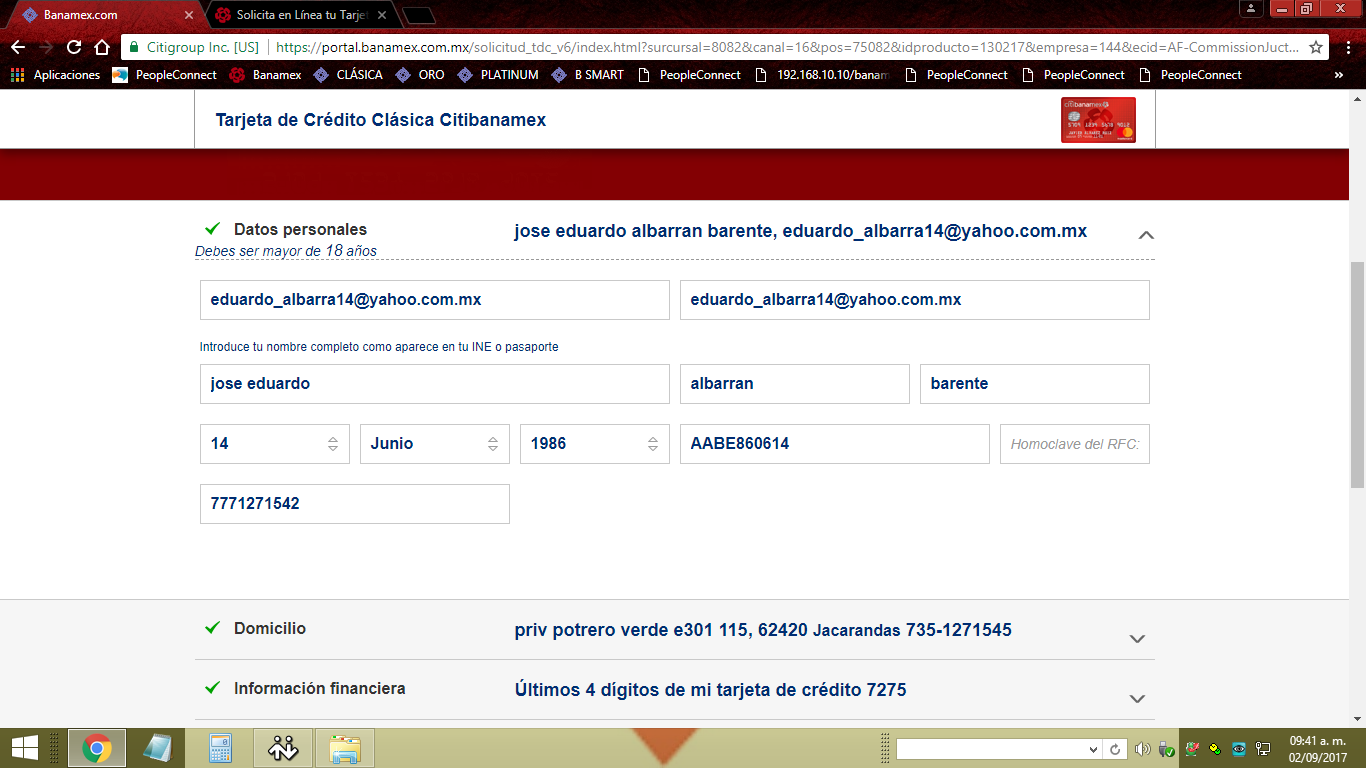 Banamex.com
Solicita en Línea tu Tarjet
Citigroup Inc. [US] https://portal.banamex.com.mx/solicitud_tdc_v6/index.html?surcursal=8082&canal=16&pos=75082&idproducto=130217&empresa=144&ecid=AF-CommissionJuct...
Aplicaciones PeopleConnect Banamex CLÁSICA ORO PLATINUM B SMART PeopleConnect 192.168.10.10/banam PeopleConnect PeopleConnect PeopleConnect »
Tarjeta de Crédito Clásica Citibanamex
citibanamex
Datos personales jose eduardo albarran barente, eduardo_albarra14@yahoo.com.mx
Debes ser mayor de 18 años
eduardo_albarra14@yahoo.com.mx eduardo_albarra14@yahoo.com.mx
Introduce tu nombre completo como aparece en tu INE o pasaporte
jose eduardo albarran barente
14 Junio 1986 AABE860614 Homoclave del RFC:
7771271542
Domicilio priv potrero verde e301 115, 62420 Jacarandas 735-1271545
Información financiera Últimos 4 dígitos de mi tarjeta de crédito 7275
09:41 a. m.
02/09/2017